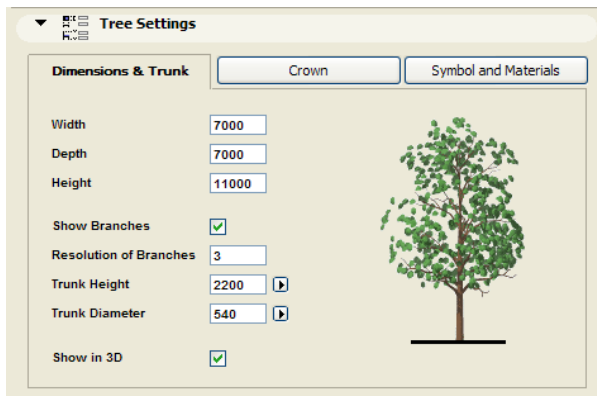 Tree Settings
Dimensions & Trunk Crown Symbol and Materials
Width 7000
Depth 7000
Height 11000
Show Branches
Resolution of Branches 3
Trunk Height 2200
Trunk Diameter 540
Show in 3D